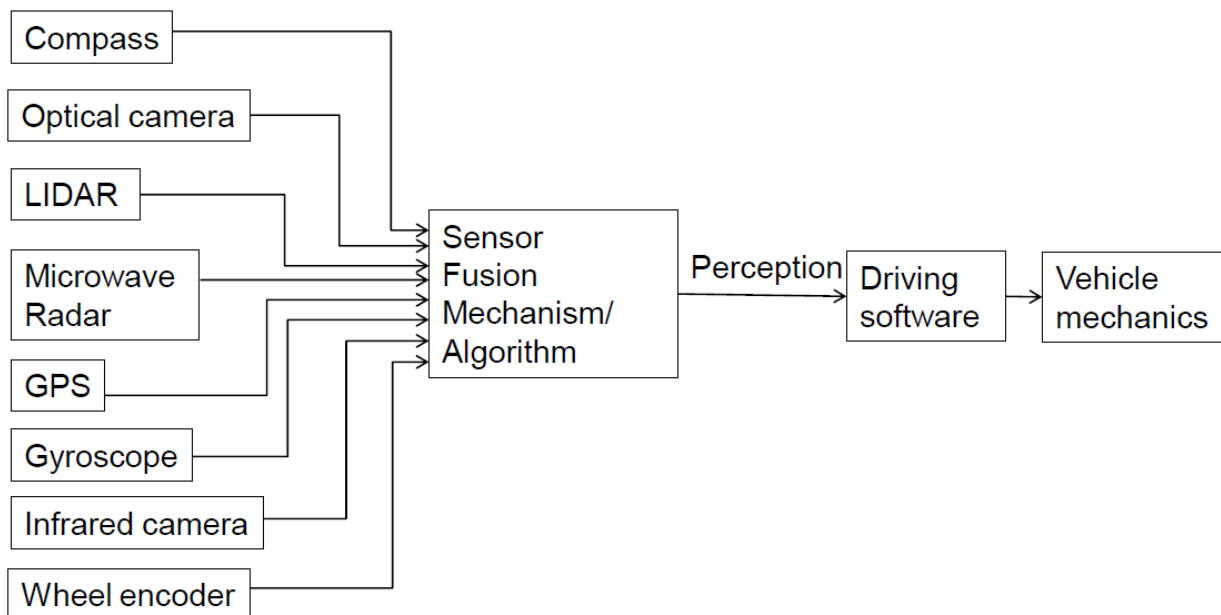 Compass
Optical camera
LIDAR
Microwave
Radar
GPS
Gyroscope
Infrared camera
Wheel encoder
Sensor
Fusion
Mechanism/
Algorithm
Perception
Driving
software
Vehicle
mechanics